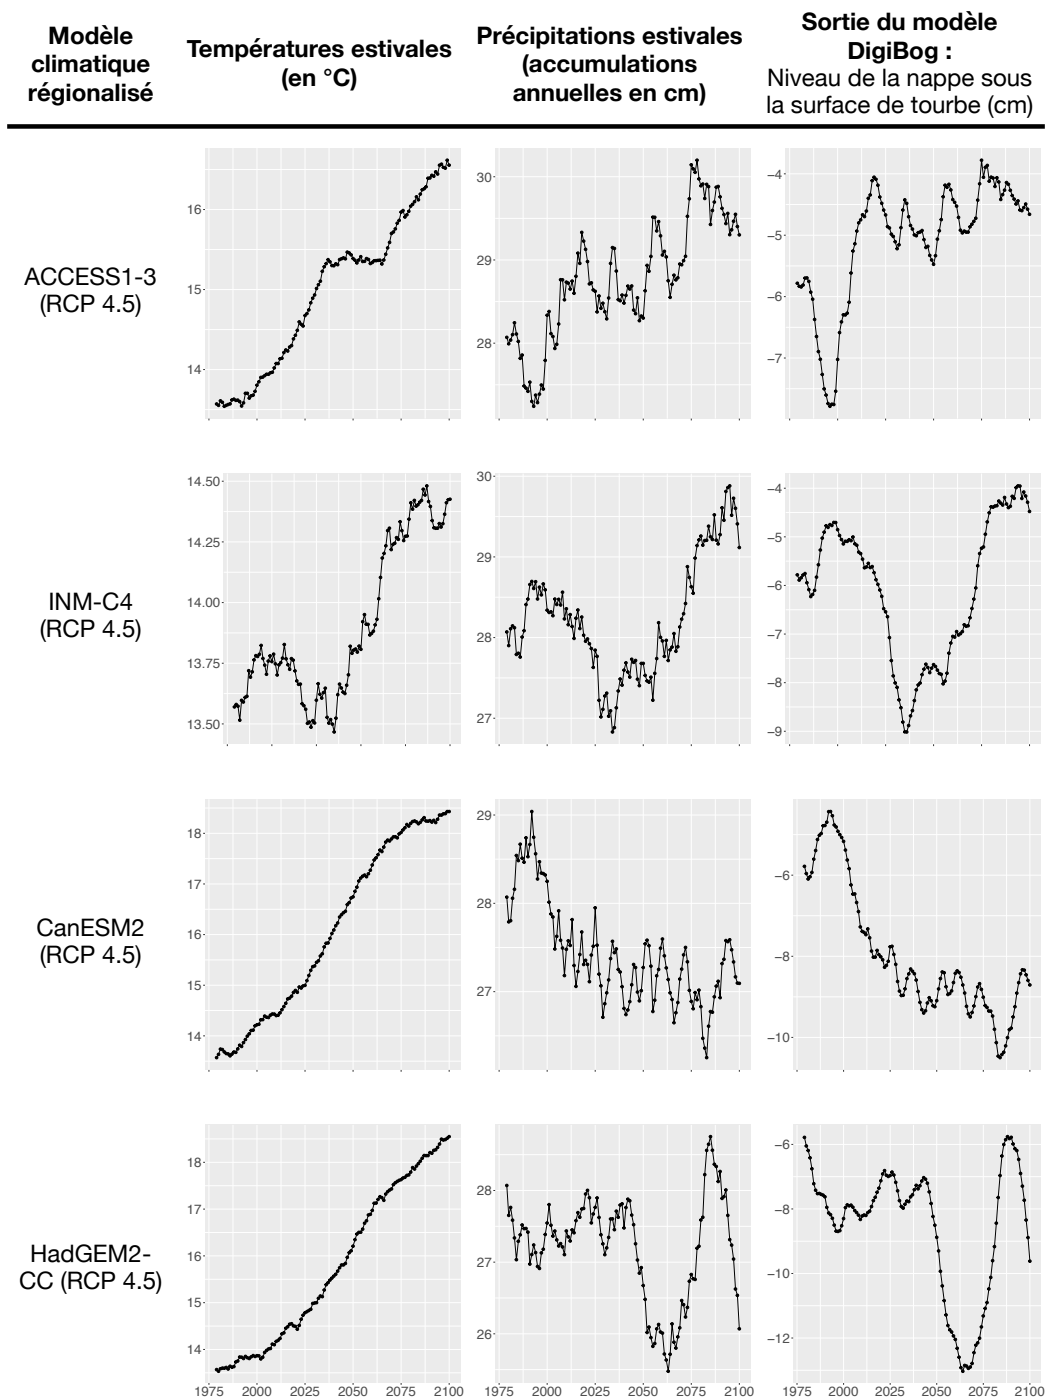 Modèle
climatique
régionalisé
Températures estivales
(en °C)
Précipitations estivales
(accumulations
annuelles en cm)
Sortie du modèle
DigiBog :
Niveau de la nappe sous
la surface de tourbe (cm)
ACCESS1-3
(RCP 4.5)
16
15
14
30
29
28
−4
−5
−6
−7
INM-C4
(RCP 4.5)
14.50
14.25
14.00
13.75
13.50
30
29
28
27
−4
−5
−6
−7
−8
−9
CanESM2
(RCP 4.5)
18
17
16
15
14
29
28
27
−6
−8
−10
HadGEM2-
CC (RCP 4.5)
18
17
16
15
14
28
27
26
−6
−8
−10
−12
1975 2000 2025 2050 2075 2100
1975 2000 2025 2050 2075 2100
1975 2000 2025 2050 2075 2100